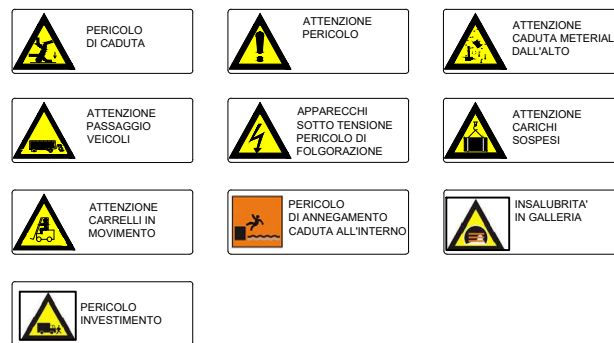 PERICOLO
DI CADUTA
ATTENZIONE
PERICOLO
ATTENZIONE
CADUTA METERIAL
DALL'ALTO
ATTENZIONE
PASSAGGIO
VEICOLI
APPARECCHI
SOTTO TENSIONE
PERICOLO DI
FOLGORAZIONE
ATTENZIONE
CARICHI
SOSPESI
ATTENZIONE
CARRELLI IN
MOVIMENTO
PERICOLO
DI ANNEGAMENTO
CADUTA ALL'INTERNO
INSALUBRITA'
IN GALLERIA
PERICOLO
INVESTIMENTO